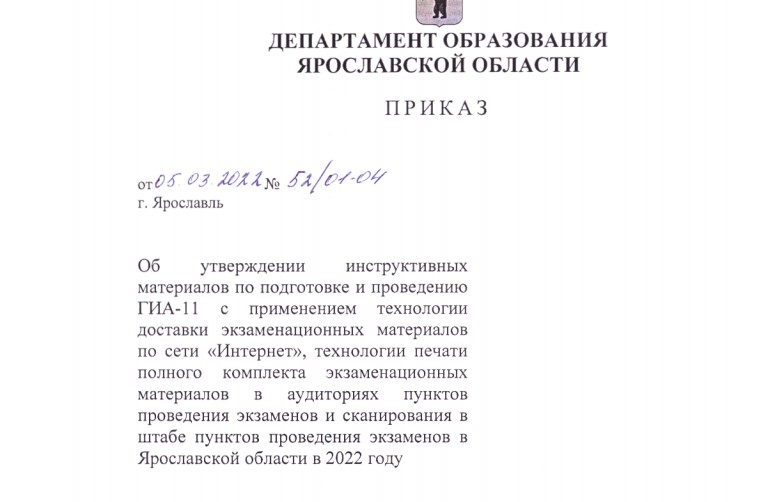 ДЕПАРТАМЕНТ ОБРАЗОВАНИЯ
ЯРОСЛАВСКОЙ ОБЛАСТИ
ПРИКАЗ
от 05.03.2022 № 52/01-04
г. Ярославль
Об утверждении инструктивных
материалов по подготовке и проведению
ГИА-11 с применением технологии
доставки экзаменационных материалов
по сети «Интернет», технологии печати
полного комплекта экзаменационных
материалов в аудиториях пунктов
проведения экзаменов и сканирования в
штабе пунктов проведения экзаменов в
Ярославской области в 2022 году